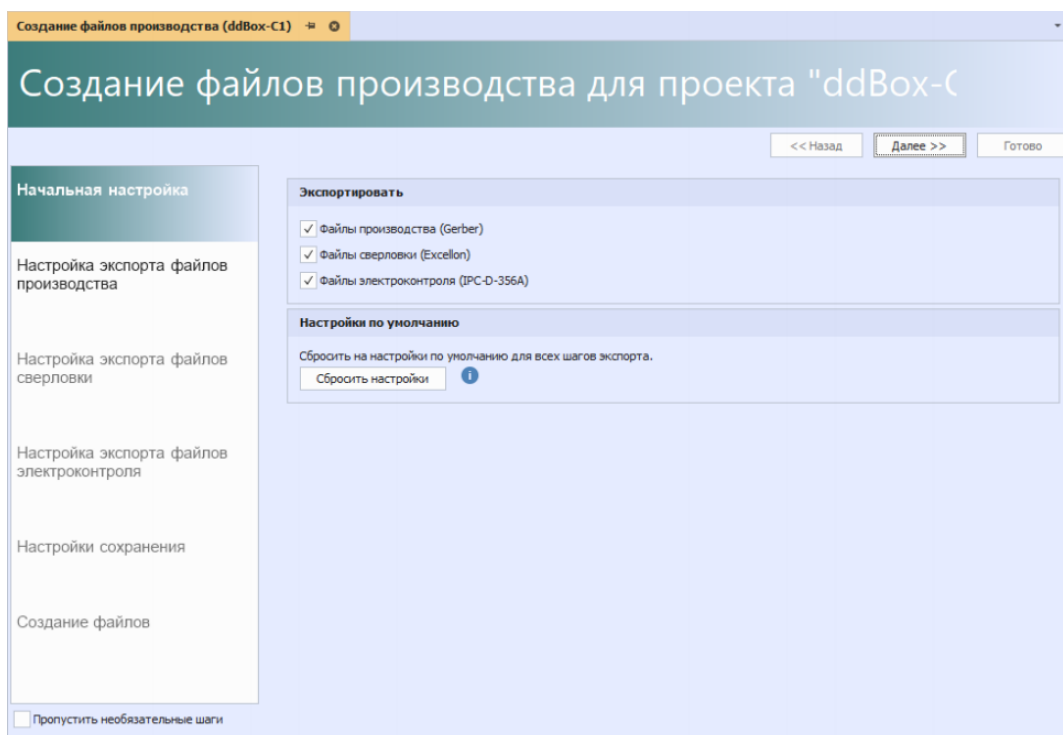 Создание файлов производства (ddBox-C1)
Создание файлов производства для проекта "ddBox-C
<< Назад
Далее >>
Готово
Начальная настройка
Настройка экспорта файлов
производства
Настройка экспорта файлов
сверловки
Настройка экспорта файлов
электроконтроля
Настройки сохранения
Создание файлов
Пропустить необязательные шаги
Экспортировать
Файлы производства (Gerber)
Файлы сверловки (Excellon)
Файлы электроконтроля (IPC-D-356A)
Настройки по умолчанию
Сбросить на настройки по умолчанию для всех шагов экспорта.
Сбросить настройки